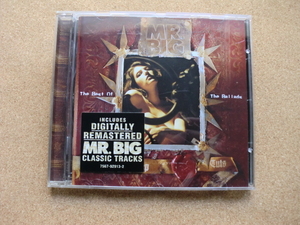 MR.
BIG
The Best Of
The Ballads
INCLUDES
DIGITALLY
REMASTERED
MR. BIG
CLASSIC TRACKS